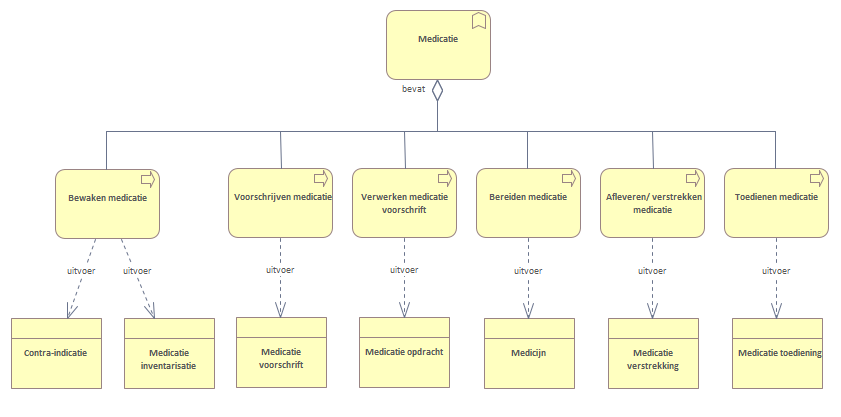 Medicatie
bevat
Bewaken medicatie
Voorschrijven medicatie
Verwerken medicatie
voorschrift
Bereiden medicatie
Afleveren/ verstrekken
medicatie
Toedienen medicatie
uitvoer
uitvoer
uitvoer
uitvoer
uitvoer
uitvoer
uitvoer
Contra-indicatie
Medicatie
inventarisatie
Medicatie
voorschrift
Medicatie opdracht
Medicijn
Medicatie
verstrekking
Medicatie toediening